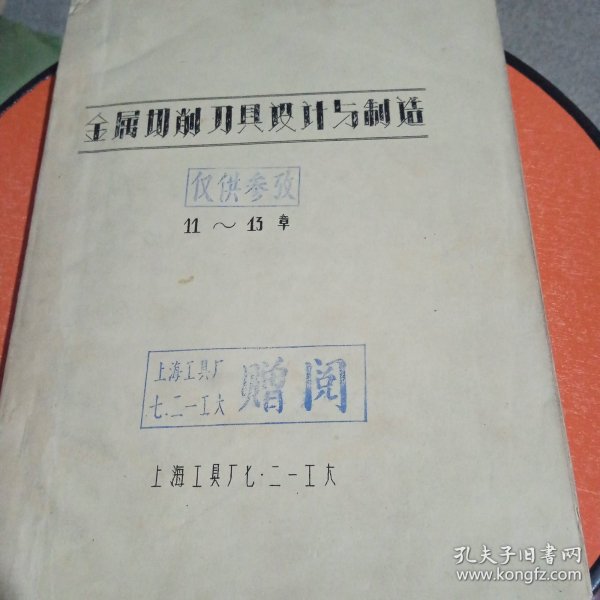 金属切削刀具设计与制造
仅供参攷
11～13章
上海工具厂
七·二一工大
赠阅
上海工具厂七·二一工大
孔夫子旧书网
www.kongfz.com